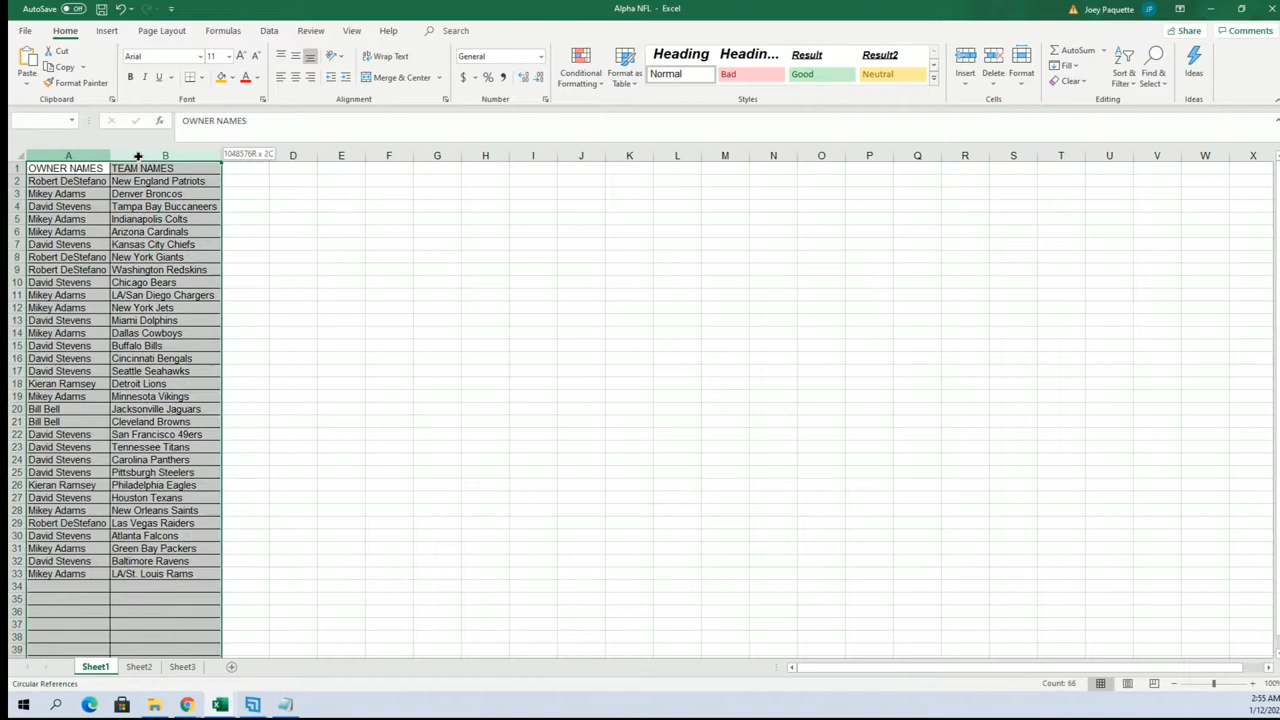 AutoSave Off Alpha NFL - Excel Joey Paquette JP
File Home Insert Page Layout Formulas Data Review View Help Search Share Comments
Cut
Copy
Format Painter
Paste
Arial 11
B I U
Wrap Text
Merge & Center
General
$ % ,
Conditional Formatting
Format as Table
Heading Headin... Result Result2
Normal Bad Good Neutral
Insert Delete Format
AutoSum
Fill
Clear
Sort & Filter
Find & Select
Ideas
Clipboard Font Alignment Number Styles Cells Editing Ideas
fx OWNER NAMES
A B 1048576R x 2C D E F G H I J K L M N O P Q R S T U V W X
1 OWNER NAMES TEAM NAMES
2 Robert DeStefano New England Patriots
3 Mikey Adams Denver Broncos
4 David Stevens Tampa Bay Buccaneers
5 Mikey Adams Indianapolis Colts
6 Mikey Adams Arizona Cardinals
7 David Stevens Kansas City Chiefs
8 Robert DeStefano New York Giants
9 Robert DeStefano Washington Redskins
10 David Stevens Chicago Bears
11 Mikey Adams LA/San Diego Chargers
12 Mikey Adams New York Jets
13 David Stevens Miami Dolphins
14 Mikey Adams Dallas Cowboys
15 David Stevens Buffalo Bills
16 David Stevens Cincinnati Bengals
17 David Stevens Seattle Seahawks
18 Kieran Ramsey Detroit Lions
19 Mikey Adams Minnesota Vikings
20 Bill Bell Jacksonville Jaguars
21 Bill Bell Cleveland Browns
22 David Stevens San Francisco 49ers
23 David Stevens Tennessee Titans
24 David Stevens Carolina Panthers
25 David Stevens Pittsburgh Steelers
26 Kieran Ramsey Philadelphia Eagles
27 David Stevens Houston Texans
28 Mikey Adams New Orleans Saints
29 Robert DeStefano Las Vegas Raiders
30 David Stevens Atlanta Falcons
31 Mikey Adams Green Bay Packers
32 David Stevens Baltimore Ravens
33 Mikey Adams LA/St. Louis Rams
34
35
36
37
38
39
Sheet1 Sheet2 Sheet3
Circular References Count: 66 100%
2:55 AM
1/12/202